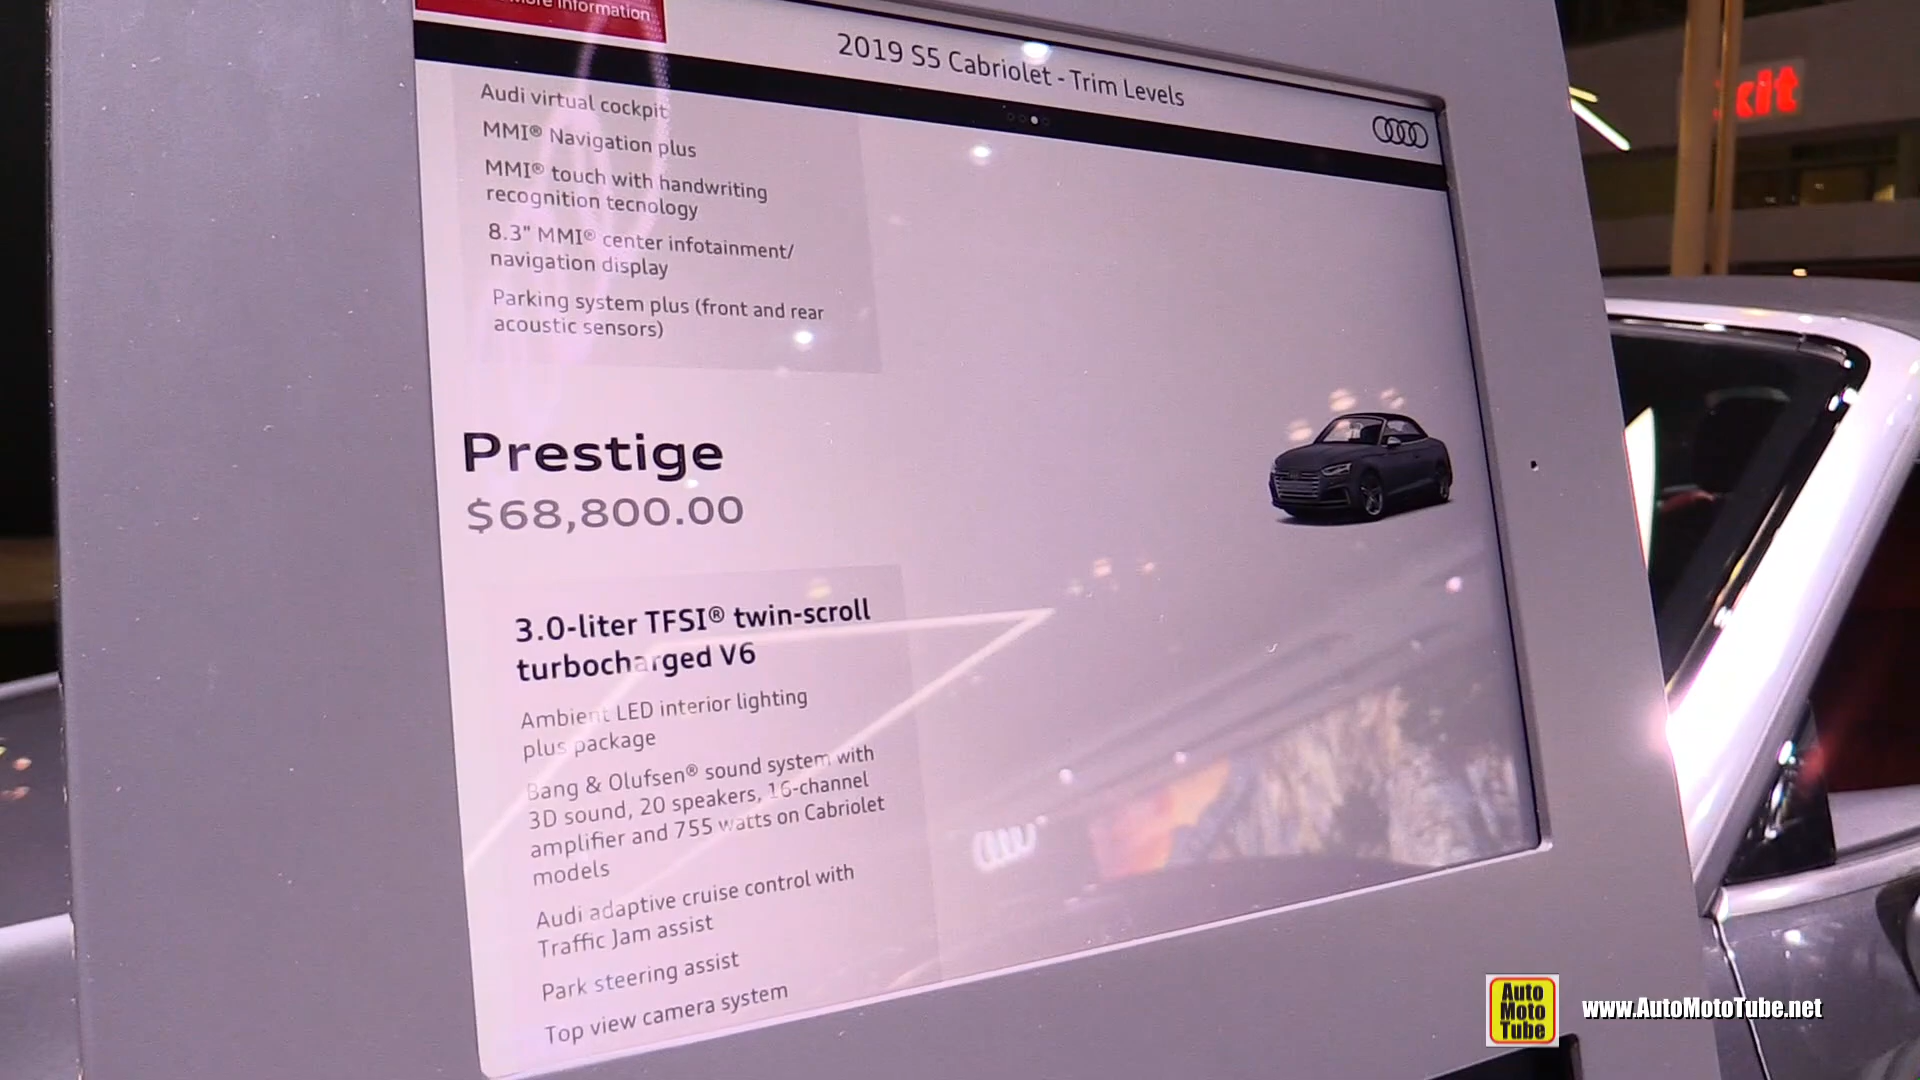 More Information
2019 S5 Cabriolet - Trim Levels
Audi virtual cockpit
MMI® Navigation plus
MMI® touch with handwriting
recognition tecnology
8.3" MMI® center infotainment/
navigation display
Parking system plus (front and rear
acoustic sensors)
Prestige
$68,800.00
3.0-liter TFSI® twin-scroll
turbocharged V6
Ambient LED interior lighting
plus package
Bang & Olufsen® sound system with
3D sound, 20 speakers, 16-channel
amplifier and 755 watts on Cabriolet
models
Audi adaptive cruise control with
Traffic Jam assist
Park steering assist
Top view camera system
xit
Auto
Moto
Tube
www.AutoMotoTube.net